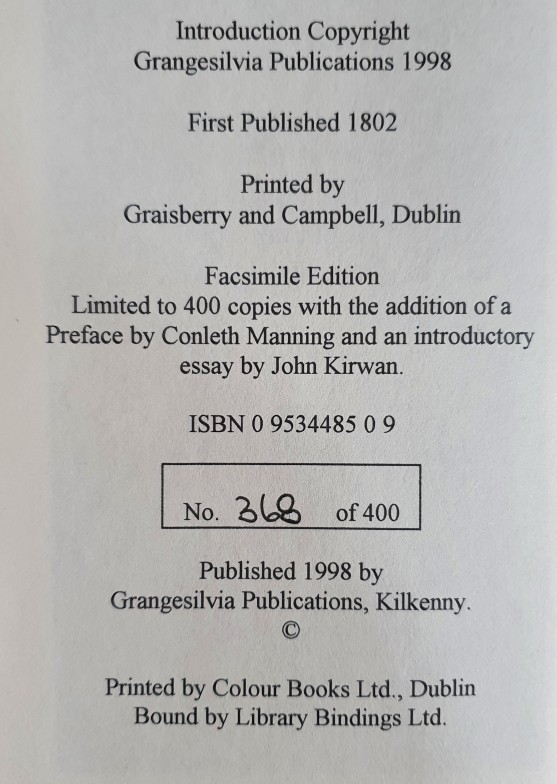 Introduction Copyright
Grangesilvia Publications 1998
First Published 1802
Printed by
Graisberry and Campbell, Dublin
Facsimile Edition
Limited to 400 copies with the addition of a
Preface by Conleth Manning and an introductory
essay by John Kirwan.
ISBN 0 9534485 0 9
No. 368 of 400
Published 1998 by
Grangesilvia Publications, Kilkenny.
©
Printed by Colour Books Ltd., Dublin
Bound by Library Bindings Ltd.